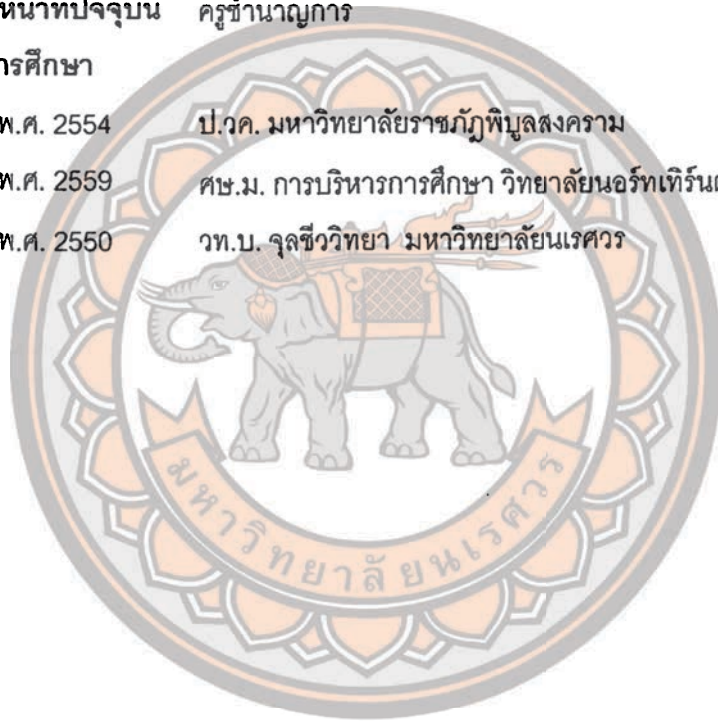 หน้าที่ปัจจุบัน ครูชำนาญการ
การศึกษา
พ.ศ. 2554 ป.วค. มหาวิทยาลัยราชภัฏพิบูลสงคราม
พ.ศ. 2559 ศษ.ม. การบริหารการศึกษา วิทยาลัยนอร์ทเทิร์น
พ.ศ. 2550 วท.บ. จุลชีววิทยา มหาวิทยาลัยนเรศวร
มหาวิทยาลัยนเรศวร